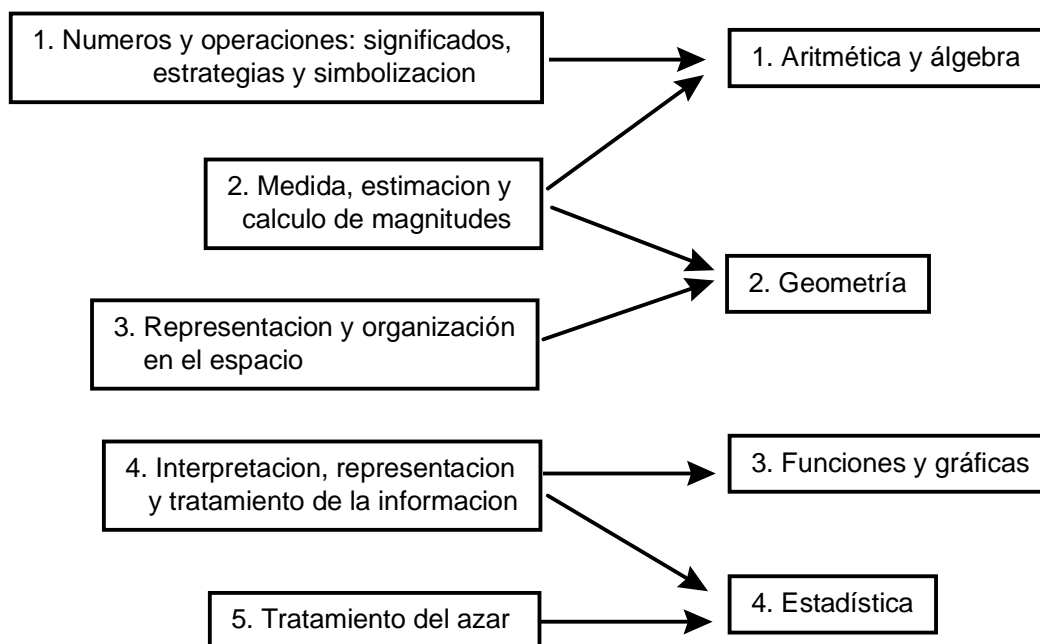 1. Numeros y operaciones: significados,
estrategias y simbolizacion
1. Aritmética y álgebra
2. Medida, estimacion y
calculo de magnitudes
2. Geometría
3. Representacion y organización
en el espacio
4. Interpretacion, representacion
y tratamiento de la informacion
3. Funciones y gráficas
5. Tratamiento del azar
4. Estadística